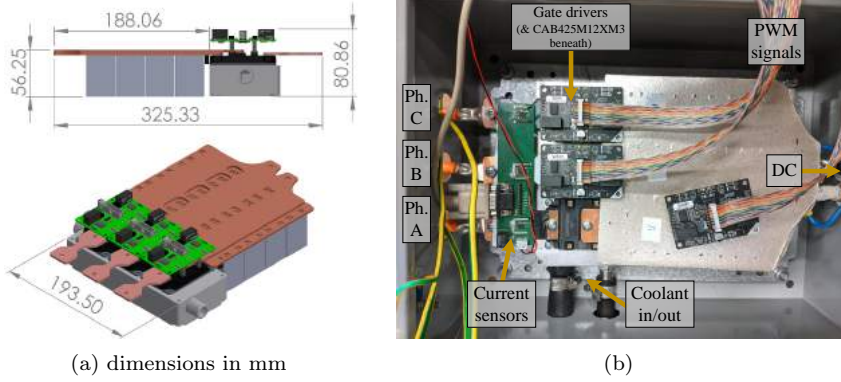 188.06
56.25
80.86
325.33
193.50
(a) dimensions in mm
Gate drivers
(& CAB425M12XM3
beneath)
PWM
signals
Ph.
C
Ph.
B
Ph.
A
DC
Current
sensors
Coolant
in/out
(b)